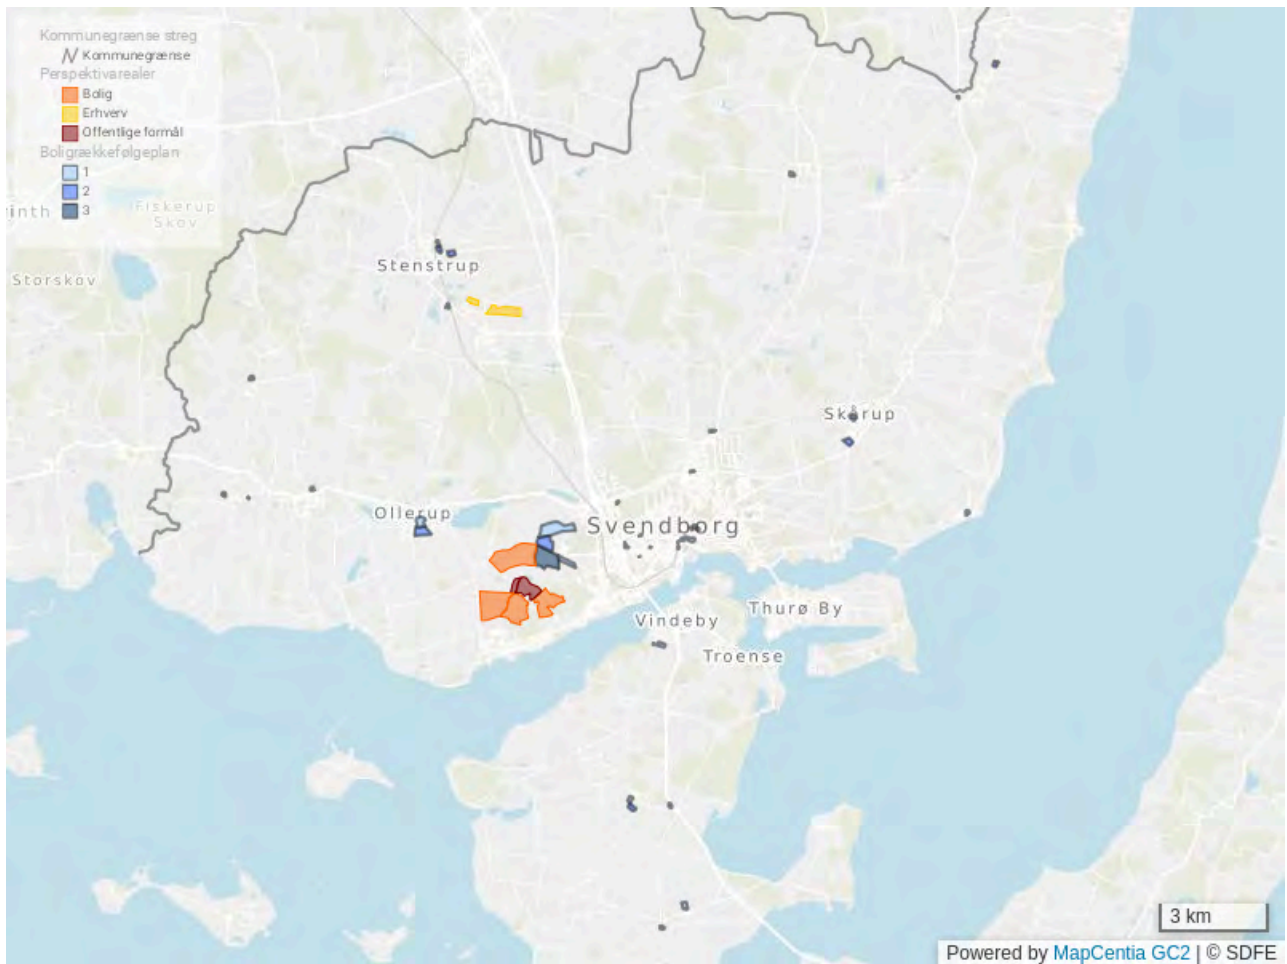 Kommunegrænse streg
Kommunegrænse
Perspektivarealer
Bolig
Erhverv
Offentlige formål
Boligrækkefølgeplan
1
2
3
inth
Fiskerup
Skov
Storskov
Stenstrup
Skårup
Ollerup
Svendborg
Thurø By
Vindeby
Troense
3 km
Powered by MapCentia GC2 | © SDFE